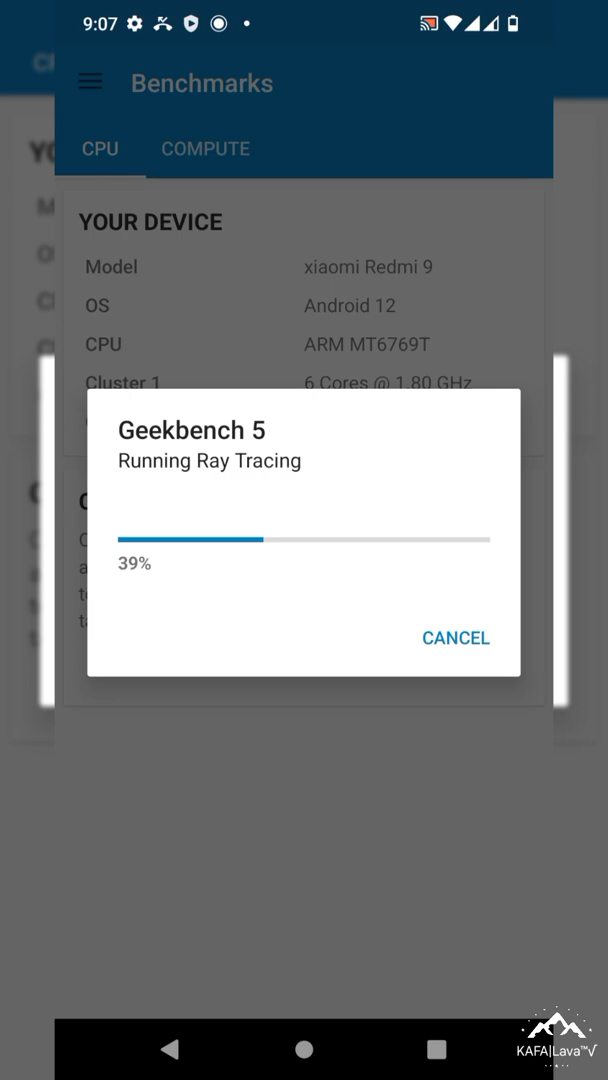 9:07
Benchmarks
CPU COMPUTE
YOUR DEVICE
Model xiaomi Redmi 9
OS Android 12
CPU ARM MT6769T
Cluster 1 6 Cores @ 1.80 GHz
Geekbench 5
Running Ray Tracing
39%
CANCEL
KAFA|Lava™√